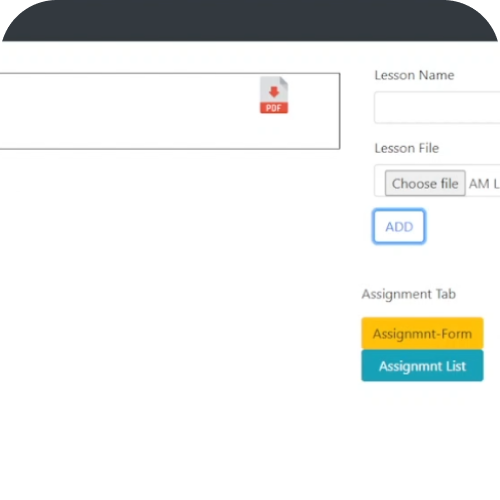 Lesson Name
PDF
Lesson File
Choose file AM L
ADD
Assignment Tab
Assignmnt-Form
Assignmnt List